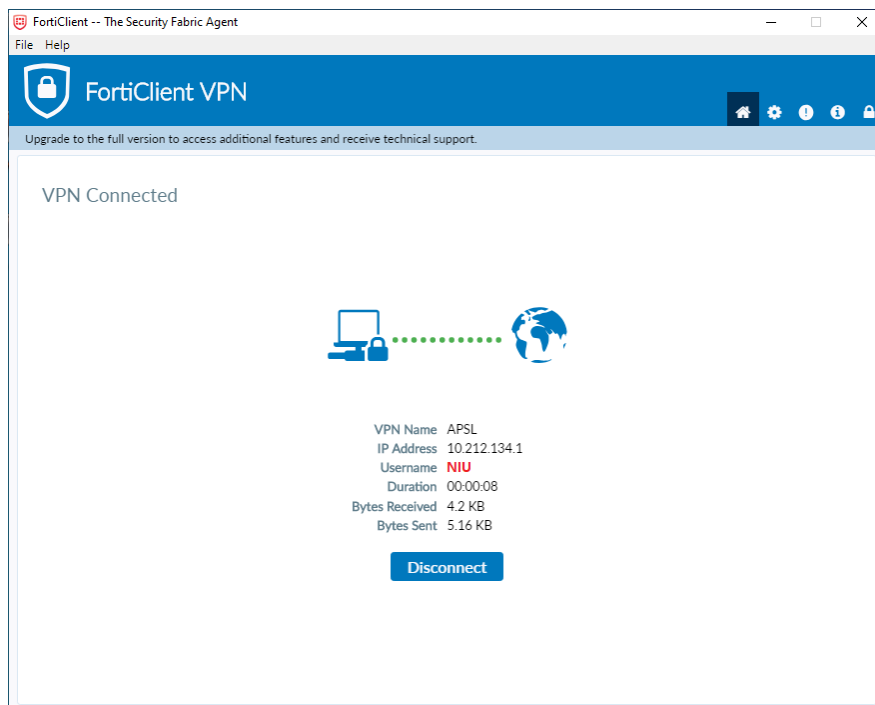 FortiClient -- The Security Fabric Agent
File Help
FortiClient VPN
Upgrade to the full version to access additional features and receive technical support.
VPN Connected
VPN Name APSL
IP Address 10.212.134.1
Username NIU
Duration 00:00:08
Bytes Received 4.2 KB
Bytes Sent 5.16 KB
Disconnect